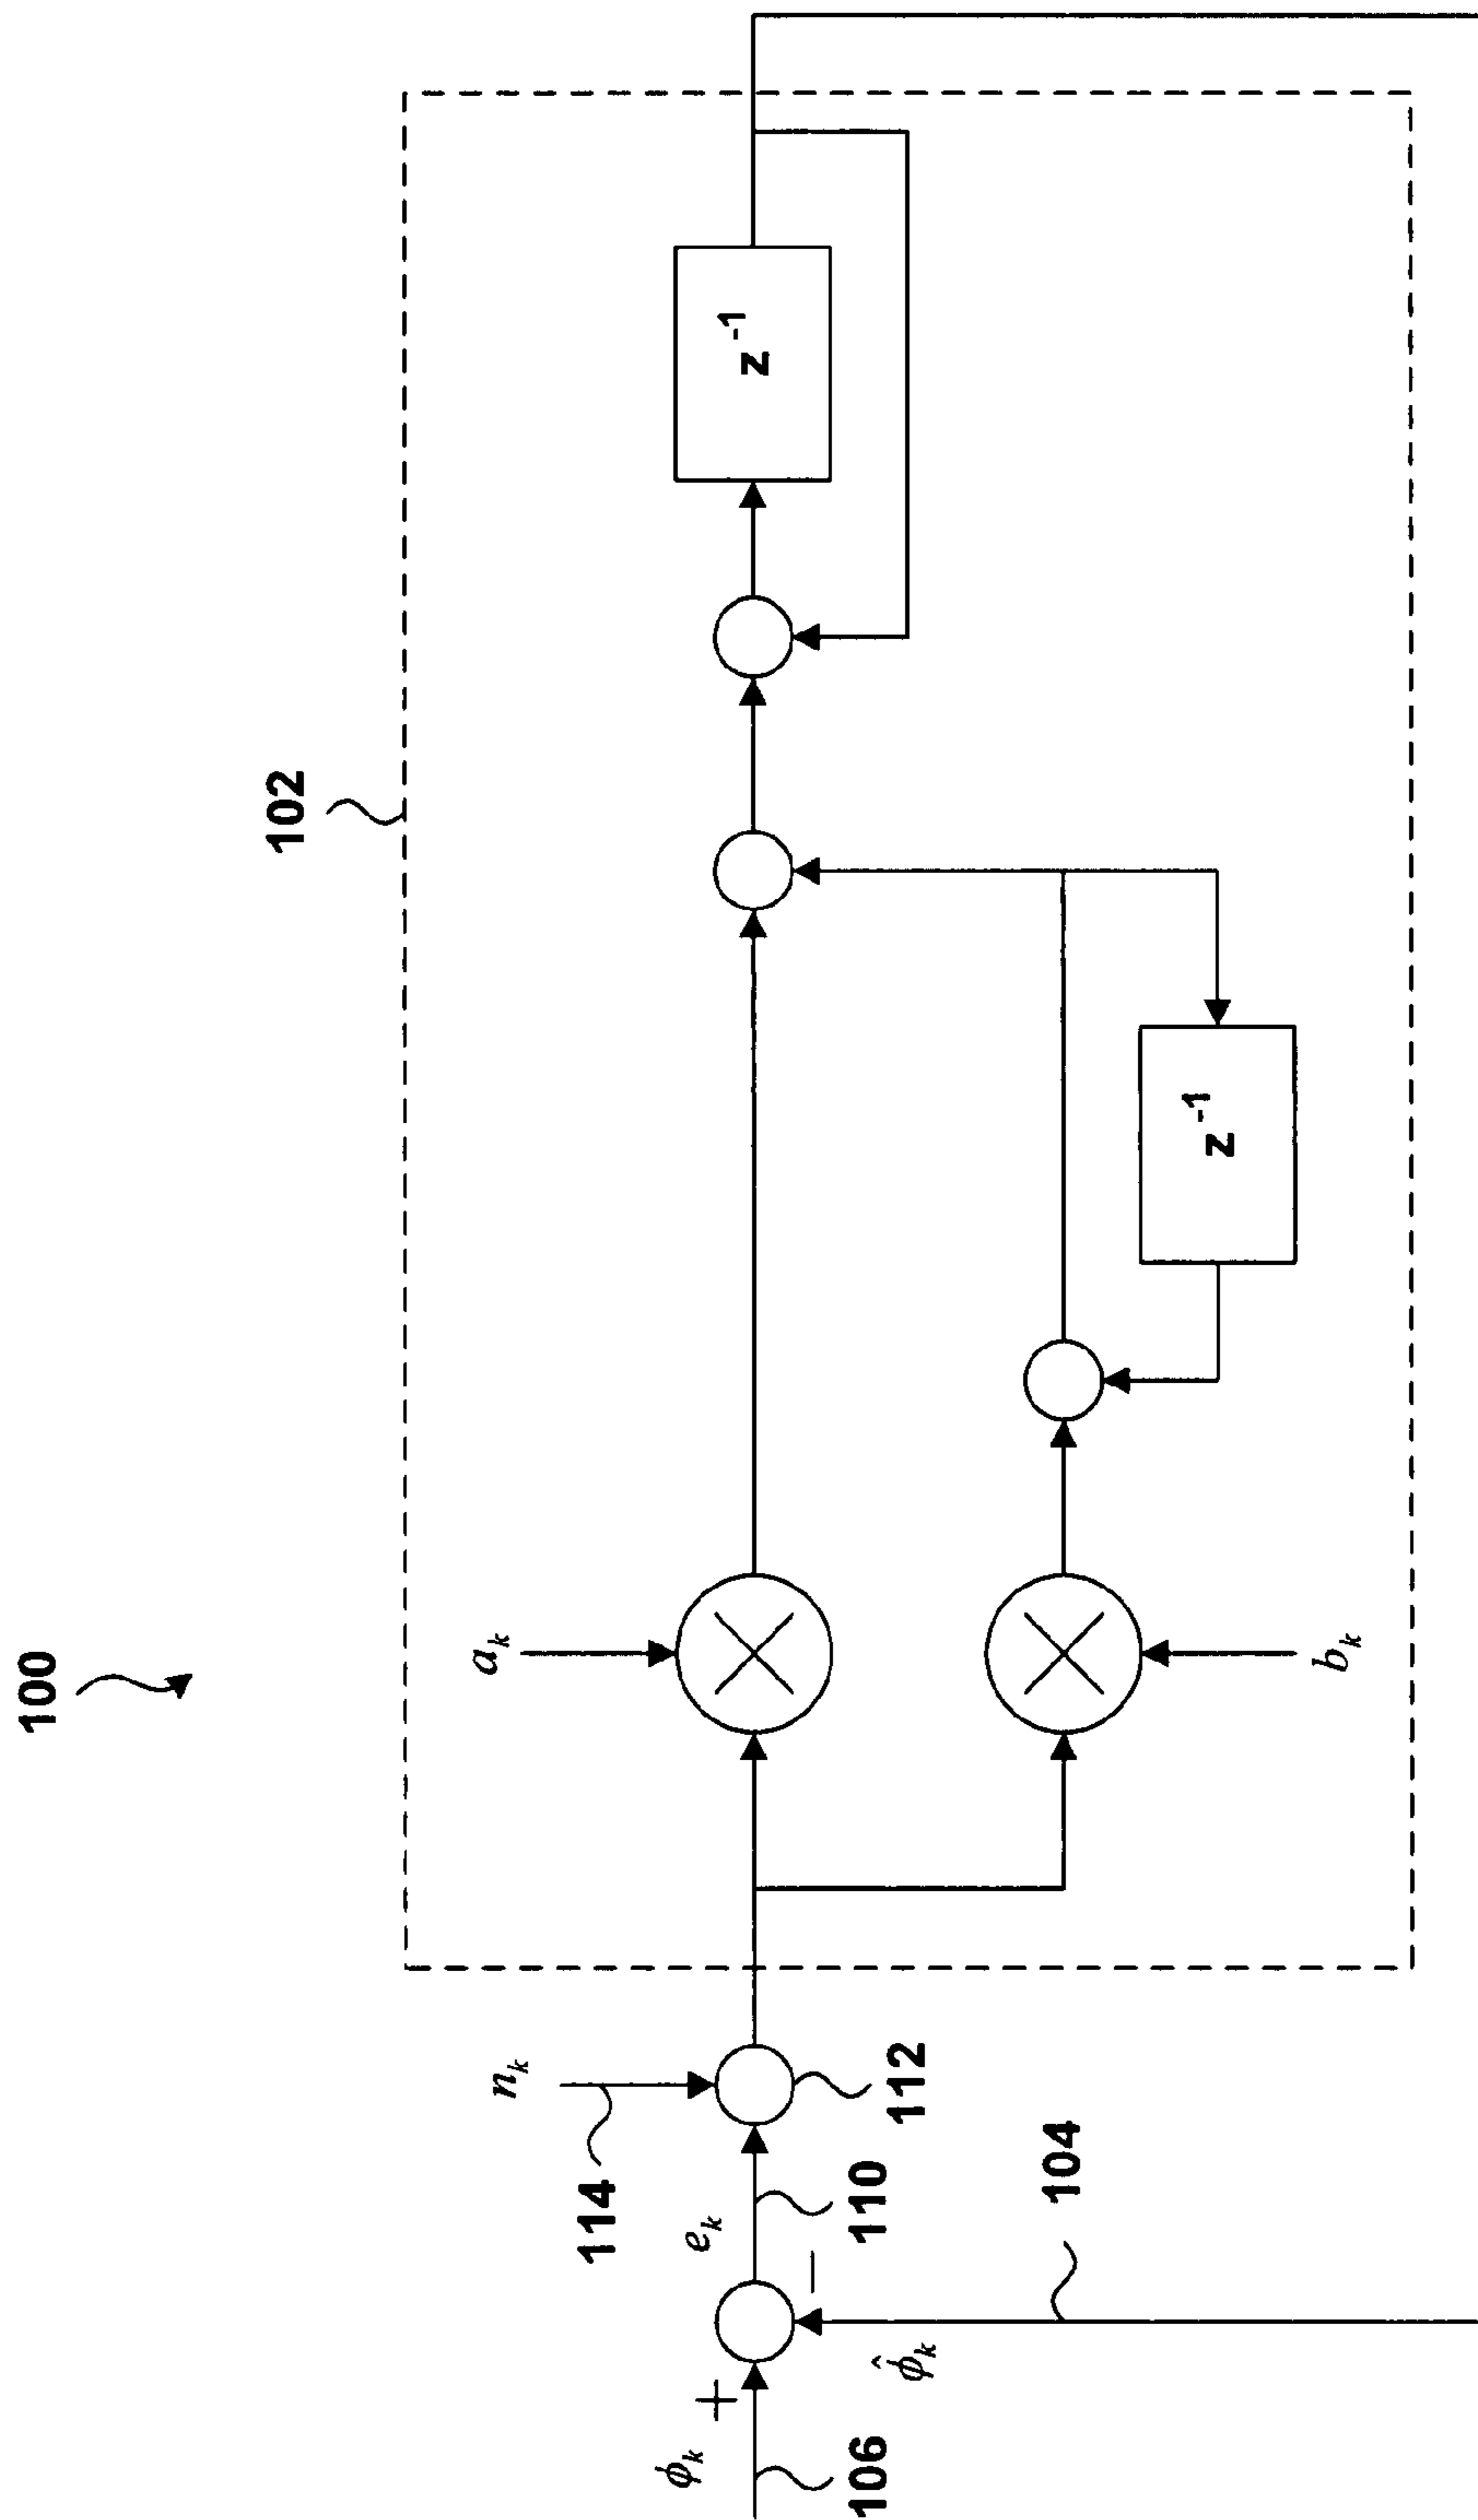 100
102
a_k
z^-1
n_k
114
e_k
φ_k
+
−
φ̂_k
106
110
112
104
b_k
z^-1